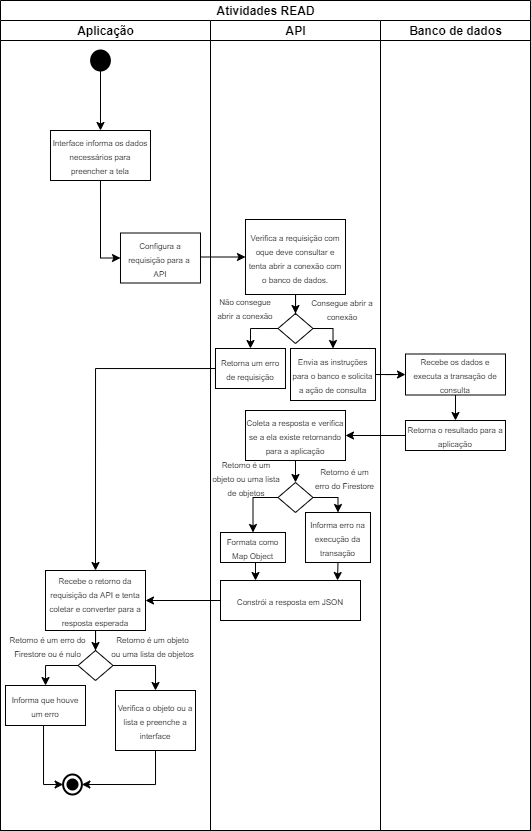 Atividades READ
Aplicação
API
Banco de dados
Interface informa os dados
necessários para
preencher a tela
Configura a
requisição para a
API
Verifica a requisição com
oque deve consultar e
tenta abrir a conexão com
o banco de dados.
Não consegue
abrir a conexão
Consegue abrir a
conexão
Retorna um erro
de requisição
Envia as instruções
para o banco e solicita
a ação de consulta
Recebe os dados e
executa a transação de
consulta
Retorna o resultado para a
aplicação
Coleta a resposta e verifica
se a ela existe retornando
para a aplicação
Retorno é um
objeto ou uma lista
de objetos
Retorno é um
erro do Firestore
Formata como
Map Object
Informa erro na
execução da
transação
Constrói a resposta em JSON
Recebe o retorno da
requisição da API e tenta
coletar e converter para a
resposta esperada
Retorno é um erro do
Firestore ou é nulo
Retorno é um objeto
ou uma lista de objetos
Informa que houve
um erro
Verifica o objeto ou a
lista e preenche a
interface